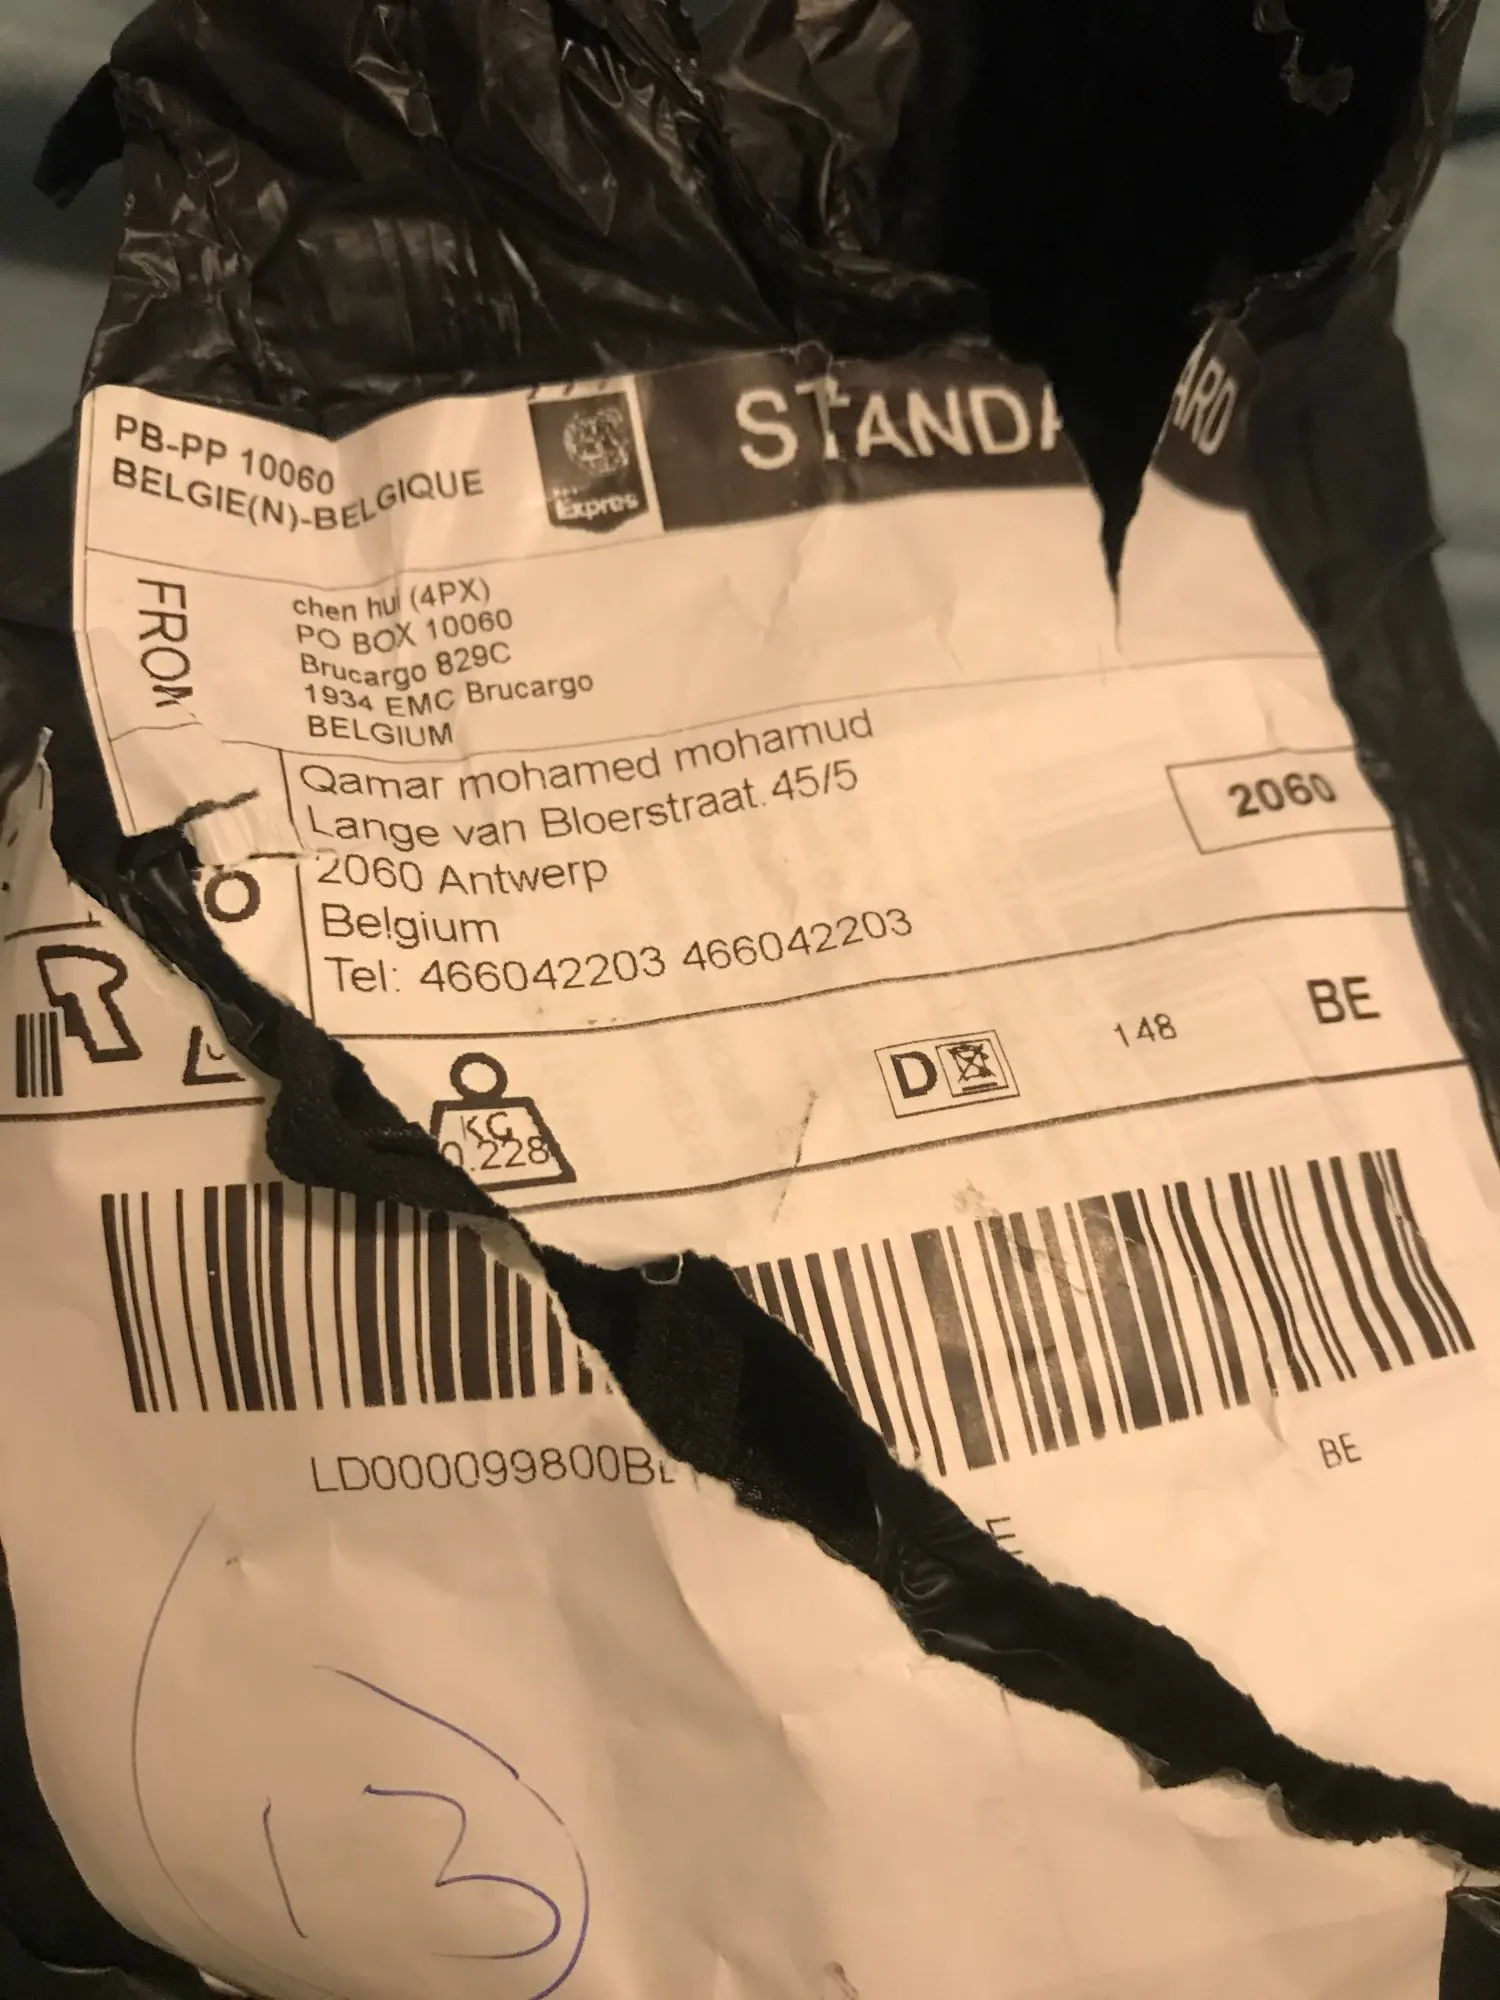 PB-PP 10060
BELGIE(N)-BELGIQUE
Expres
STANDARD
FROM
chen hui (4PX)
PO BOX 10060
Brucargo 829C
1934 EMC Brucargo
BELGIUM
Qamar mohamed mohamud
Lange van Bloerstraat. 45/5
2060 Antwerp
Belgium
Tel: 466042203 466042203
2060
KG
0.228
D
148
BE
LD000099800BE
BE
13